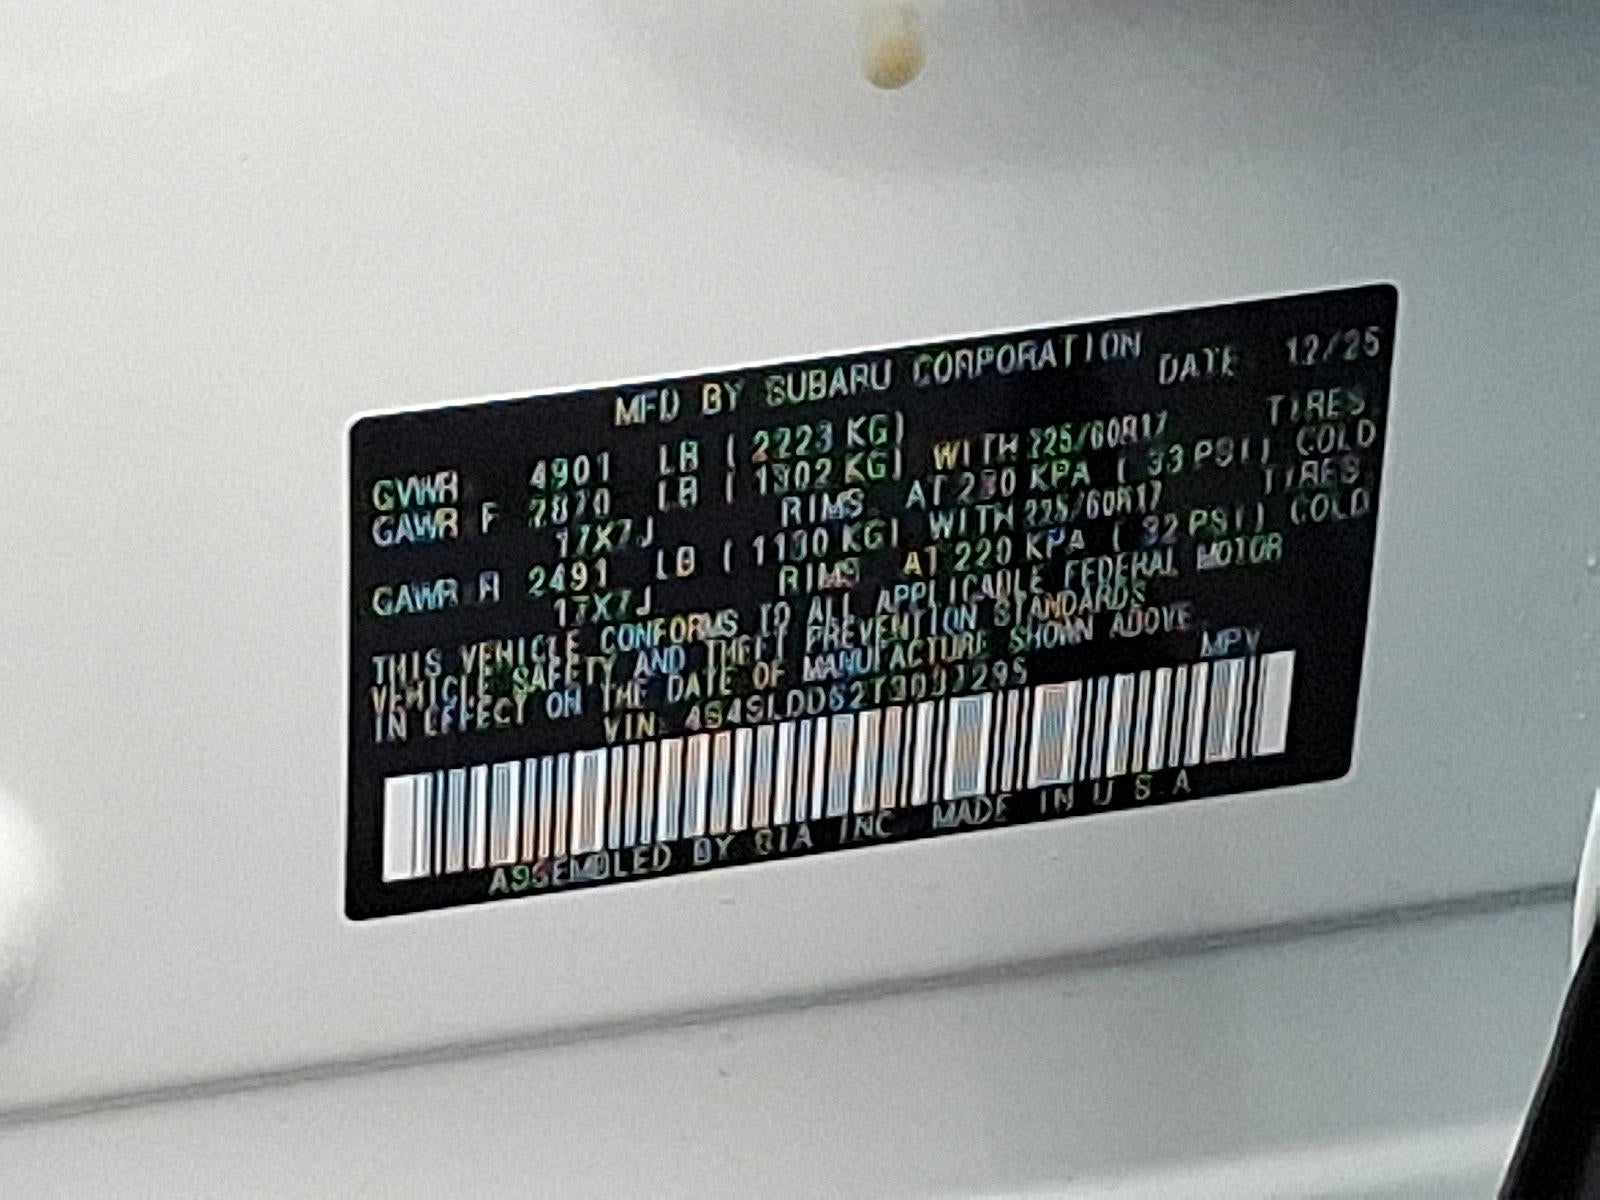 MFD BY SUBARU CORPORATION DATE 12/25
GVWR 4901 LB ( 2223 KG)
GAWR F 2870 LB ( 1302 KG) WITH 225/60R17 TIRES
17X7J RIMS AT 230 KPA ( 33 PSI) COLD
GAWR R 2491 LB ( 1130 KG) WITH 225/60R17 TIRES
17X7J RIMS AT 220 KPA ( 32 PSI) COLD
THIS VEHICLE CONFORMS TO ALL APPLICABLE FEDERAL MOTOR
VEHICLE SAFETY AND THEFT PREVENTION STANDARDS
IN EFFECT ON THE DATE OF MANUFACTURE SHOWN ABOVE.
VIN: MPV
ASSEMBLED BY SIA INC MADE IN U S A